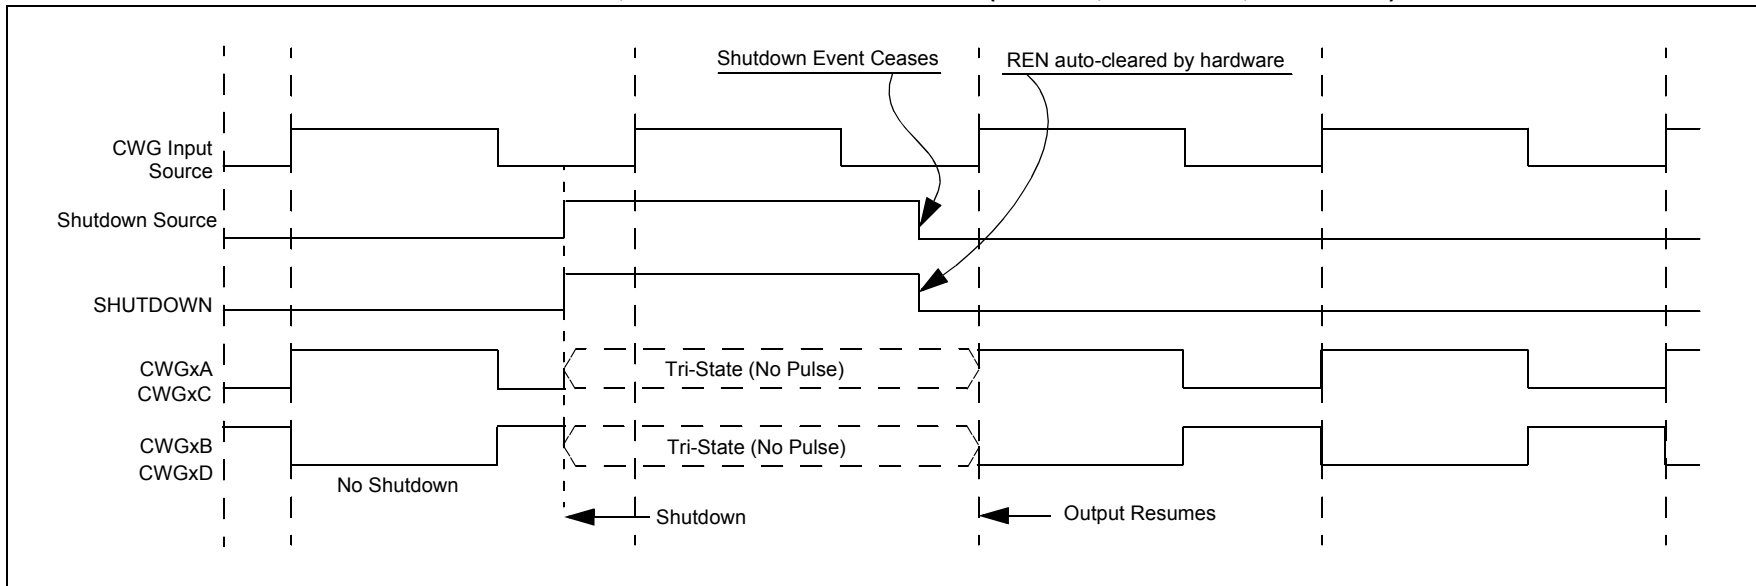 Shutdown Event Ceases
REN auto-cleared by hardware
CWG Input
Source
Shutdown Source
SHUTDOWN
CWGxA
CWGxC
Tri-State (No Pulse)
CWGxB
CWGxD
Tri-State (No Pulse)
No Shutdown
Shutdown
Output Resumes